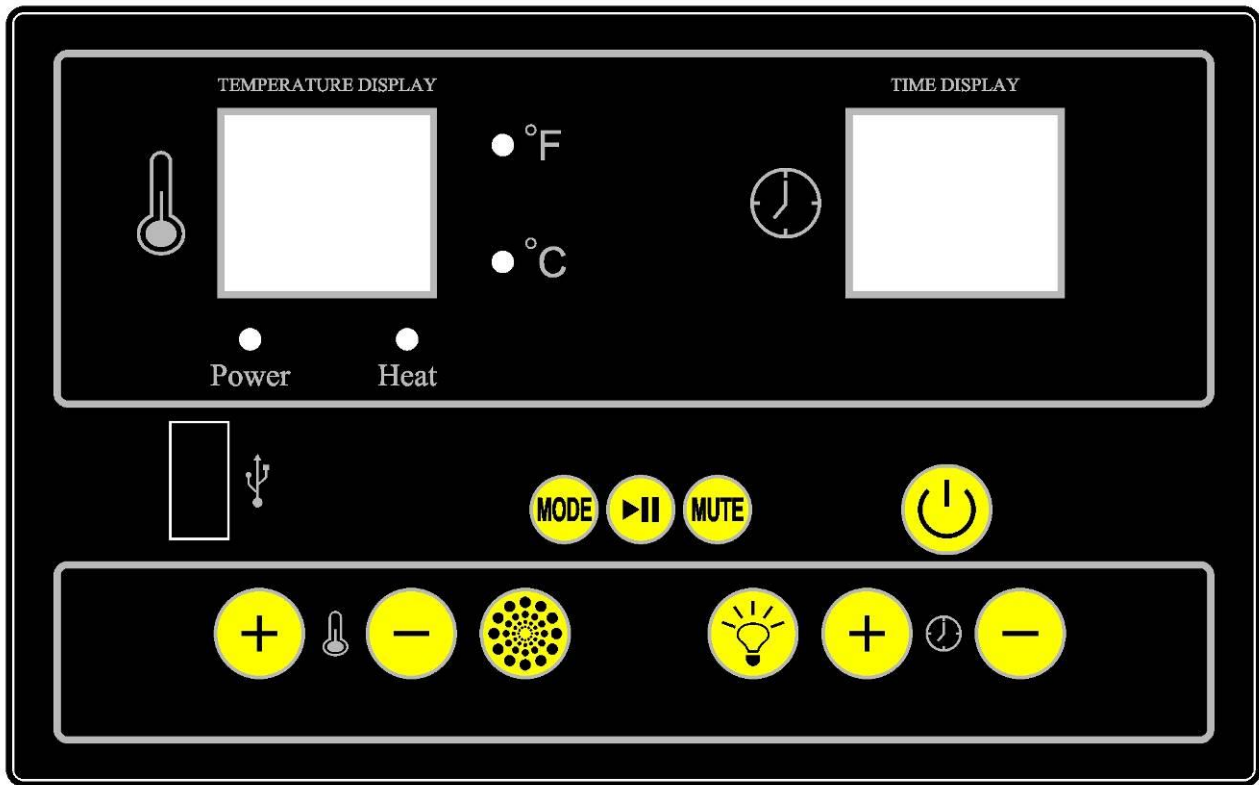 TEMPERATURE DISPLAY
TIME DISPLAY
°F
°C
Power
Heat
MODE
MUTE